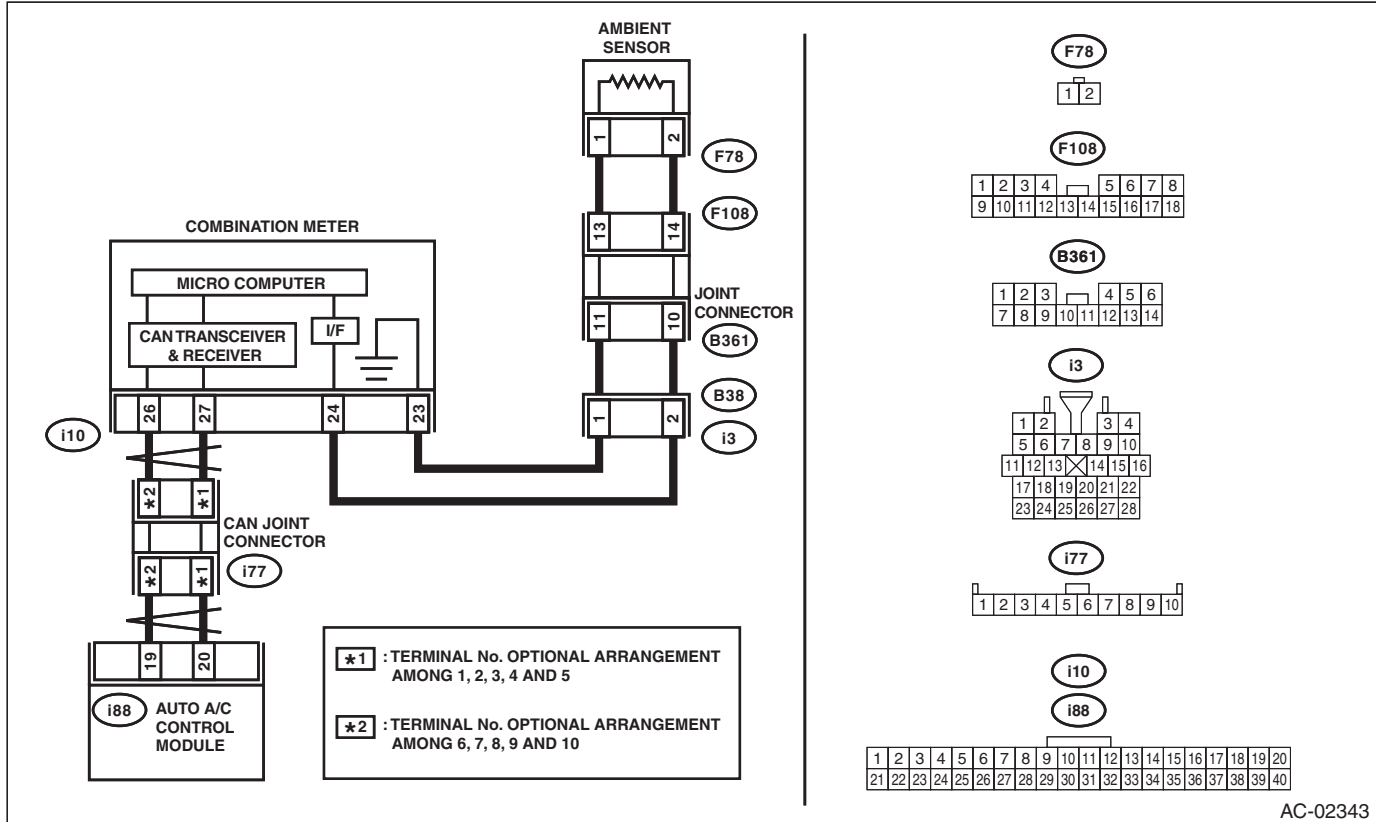 AMBIENT
SENSOR
1 2
F78
F108
13 14
JOINT
CONNECTOR
11 10
B361
B38
1 2
i3
COMBINATION METER
MICRO COMPUTER
CAN TRANSCEIVER
& RECEIVER
I/F
26 27 24 23
i10
*2 *1
CAN JOINT
CONNECTOR
*2 *1
i77
19 20
i88
AUTO A/C
CONTROL
MODULE
*1 : TERMINAL No. OPTIONAL ARRANGEMENT
AMONG 1, 2, 3, 4 AND 5
*2 : TERMINAL No. OPTIONAL ARRANGEMENT
AMONG 6, 7, 8, 9 AND 10
F78
1 2
F108
1 2 3 4 5 6 7 8
9 10 11 12 13 14 15 16 17 18
B361
1 2 3 4 5 6
7 8 9 10 11 12 13 14
i3
1 2 3 4
5 6 7 8 9 10
11 12 13 14 15 16
17 18 19 20 21 22
23 24 25 26 27 28
i77
1 2 3 4 5 6 7 8 9 10
i10
i88
1 2 3 4 5 6 7 8 9 10 11 12 13 14 15 16 17 18 19 20
21 22 23 24 25 26 27 28 29 30 31 32 33 34 35 36 37 38 39 40
AC-02343